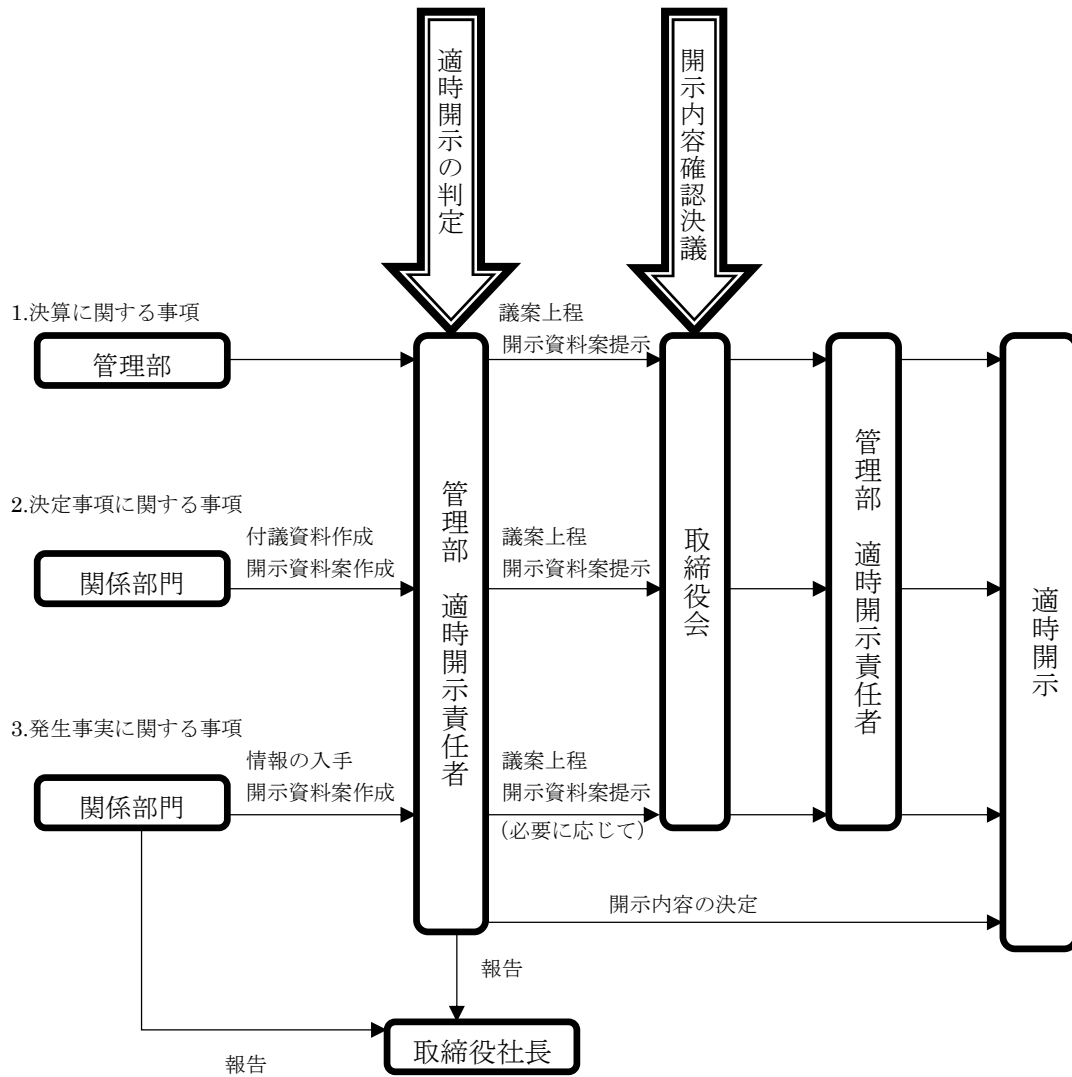 適時開示の判定
開示内容確認決議
1.決算に関する事項
管理部
議案上程
開示資料案提示
2.決定事項に関する事項
関係部門
付議資料作成
開示資料案作成
議案上程
開示資料案提示
3.発生事実に関する事項
関係部門
情報の入手
開示資料案作成
議案上程
開示資料案提示
(必要に応じて)
管理部 適時開示責任者
取締役会
管理部 適時開示責任者
適時開示
開示内容の決定
報告
取締役社長
報告